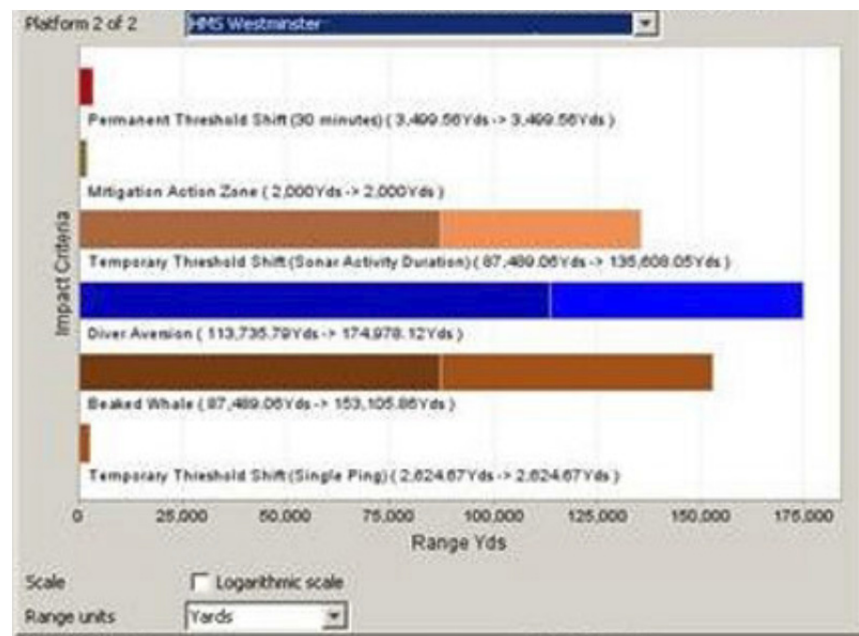 Platform 2 of 2 HMS Westminster
Permanent Threshold Shift (30 minutes) ( 3,499.56Yds -> 3,499.56Yds )
Mitigation Action Zone ( 2,000Yds -> 2,000Yds )
Temporary Threshold Shift (Sonar Activity Duration) ( 87,489.06Yds -> 135,608.05Yds )
Impact Criteria
Diver Aversion ( 113,735.79Yds -> 174,978.12Yds )
Beaked Whale ( 87,489.06Yds -> 153,105.86Yds )
Temporary Threshold Shift (Single Ping) ( 2,624.67Yds -> 2,624.67Yds )
0 25,000 50,000 75,000 100,000 125,000 150,000 175,000
Range Yds
Scale Logarithmic scale
Range units Yards